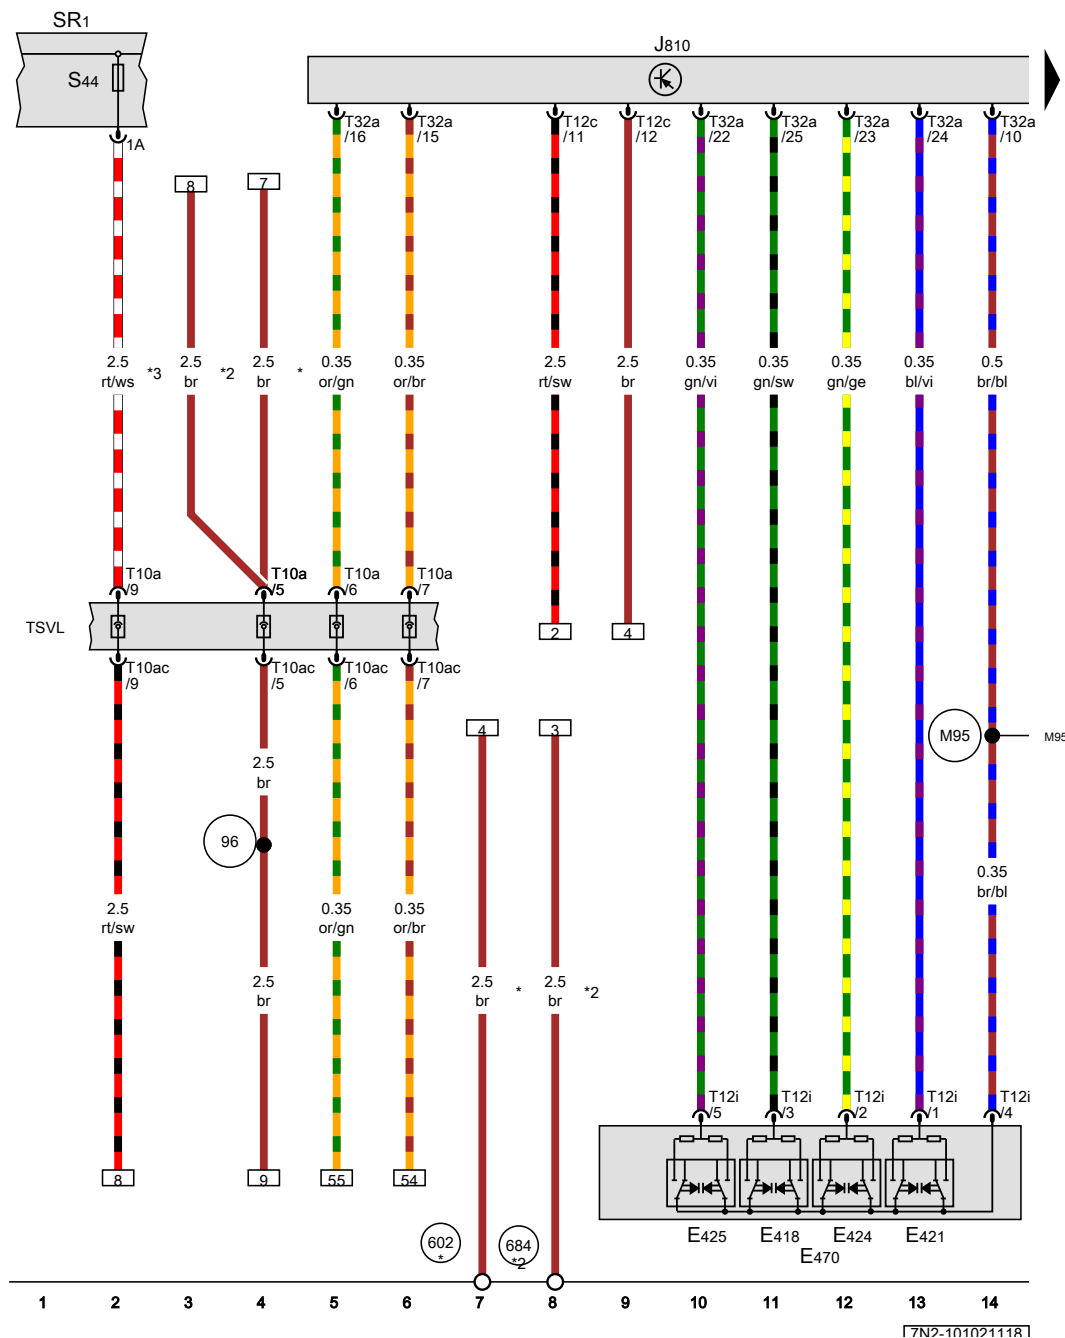 SR1
S44
1A
J810
T32a /16
T32a /15
T12c /11
T12c /12
T32a /22
T32a /25
T32a /23
T32a /24
T32a /10
8
7
2.5 rt/ws
*3
2.5 br
*2
2.5 br
*
0.35 or/gn
0.35 or/br
2.5 rt/sw
2.5 br
0.35 gn/vi
0.35 gn/sw
0.35 gn/ge
0.35 bl/vi
0.5 br/bl
T10a /9
T10a /5
T10a /6
T10a /7
TSVL
2
4
T10ac /9
T10ac /5
T10ac /6
T10ac /7
4
3
M95
M95
2.5 br
96
0.35 br/bl
2.5 rt/sw
0.35 or/gn
0.35 or/br
2.5 br
2.5 br
*
2.5 br
*2
T12i /5
T12i /3
T12i /2
T12i /1
T12i /4
8
9
55
54
E425
E418
E424
E421
E470
602 *
684 *2
1 2 3 4 5 6 7 8 9 10 11 12 13 14
7N2-101021118